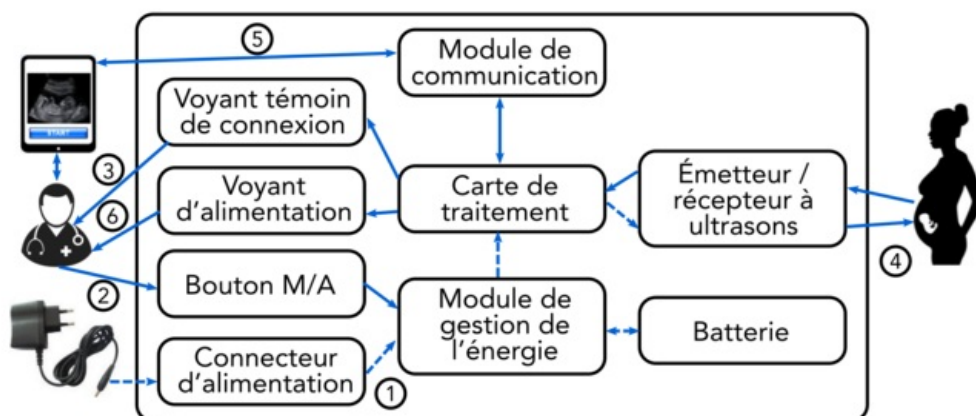 ⑤
Module de
communication
START
Voyant témoin
de connexion
③
Voyant
d'alimentation
⑥
Carte de
traitement
Émetteur /
récepteur à
ultrasons
④
②
Bouton M/A
Module de
gestion de
l'énergie
Batterie
Connecteur
d'alimentation
①